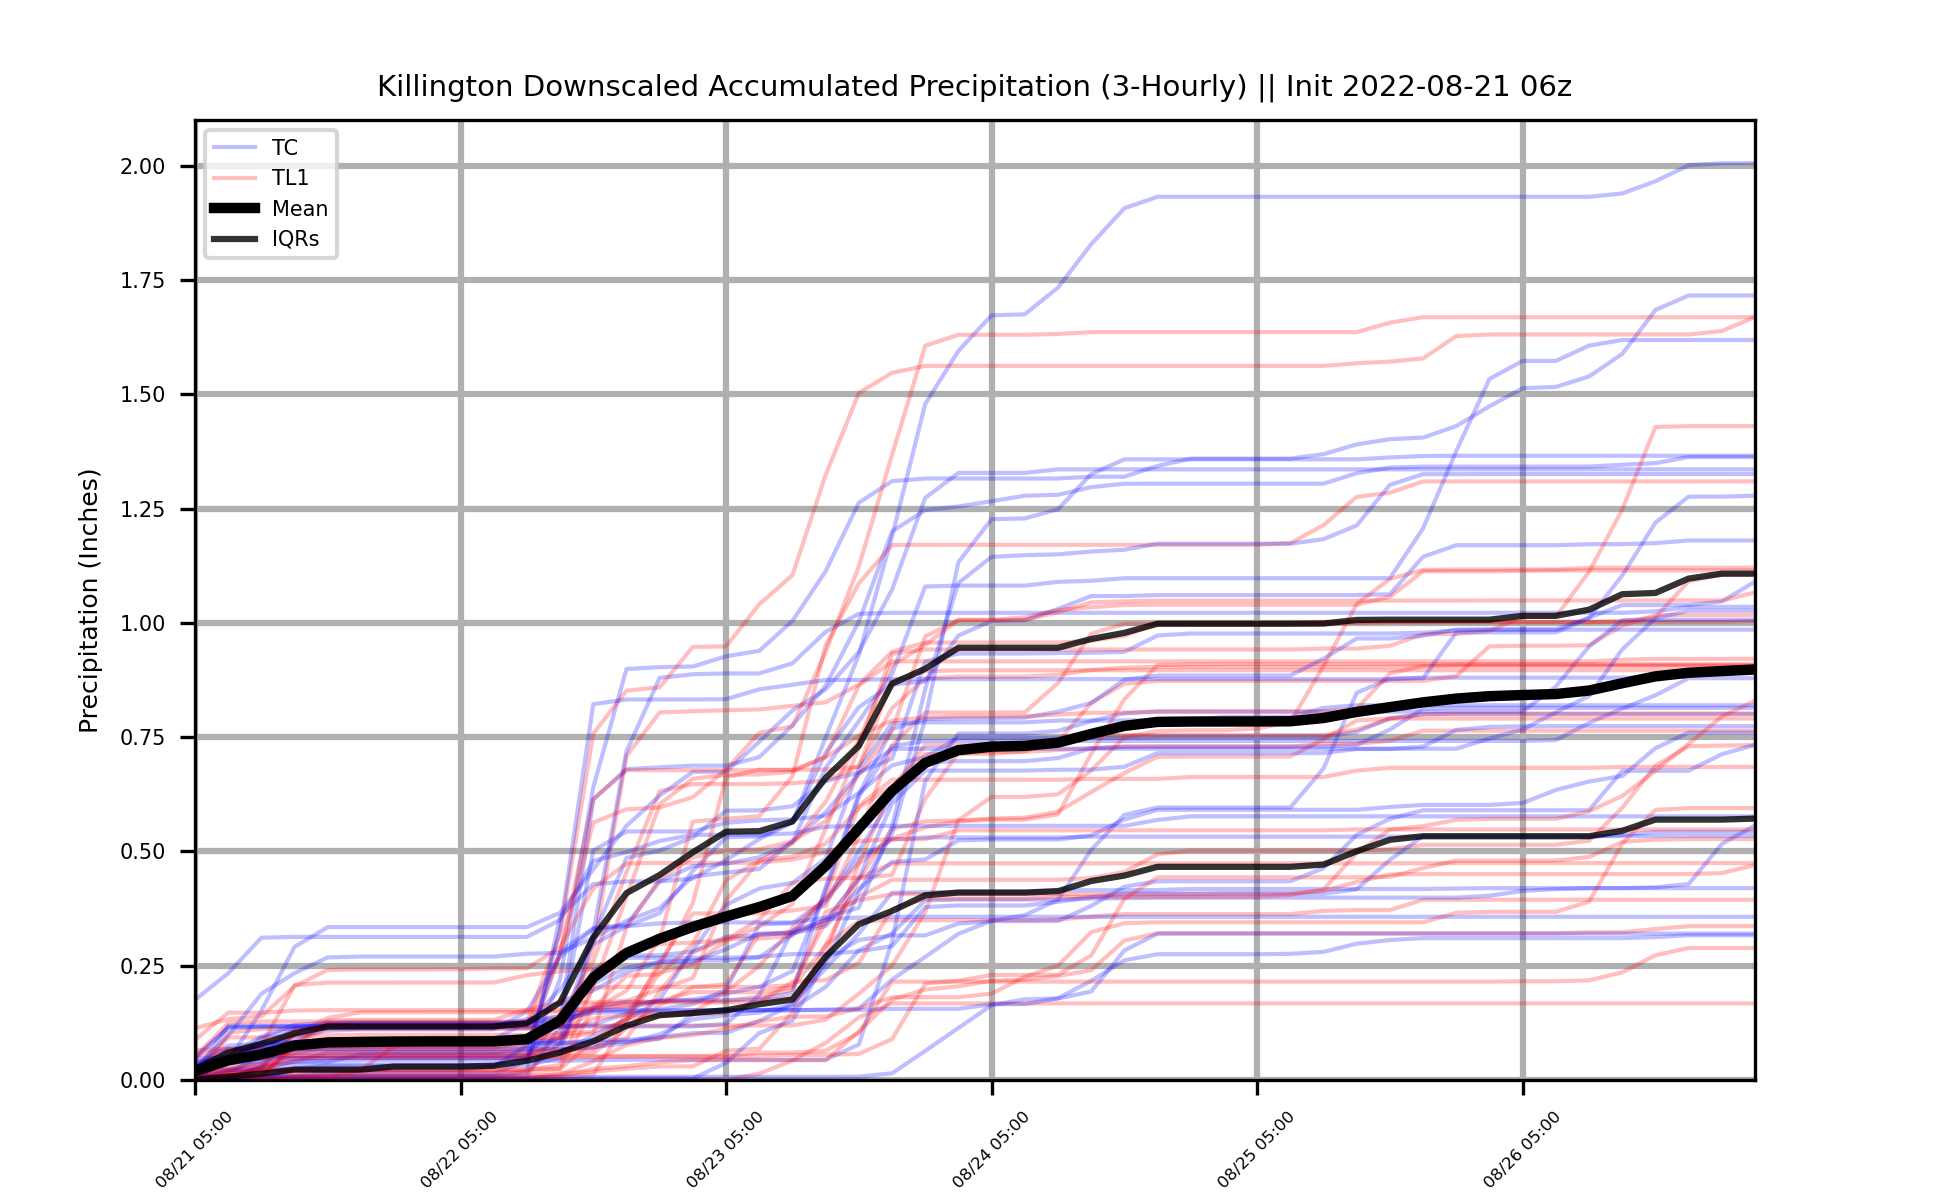 Killington Downscaled Accumulated Precipitation (3-Hourly) || Init 2022-08-21 06z
TC
TL1
Mean
IQRs
Precipitation (Inches)
2.00
1.75
1.50
1.25
1.00
0.75
0.50
0.25
0.00
08/21 05:00
08/22 05:00
08/23 05:00
08/24 05:00
08/25 05:00
08/26 05:00